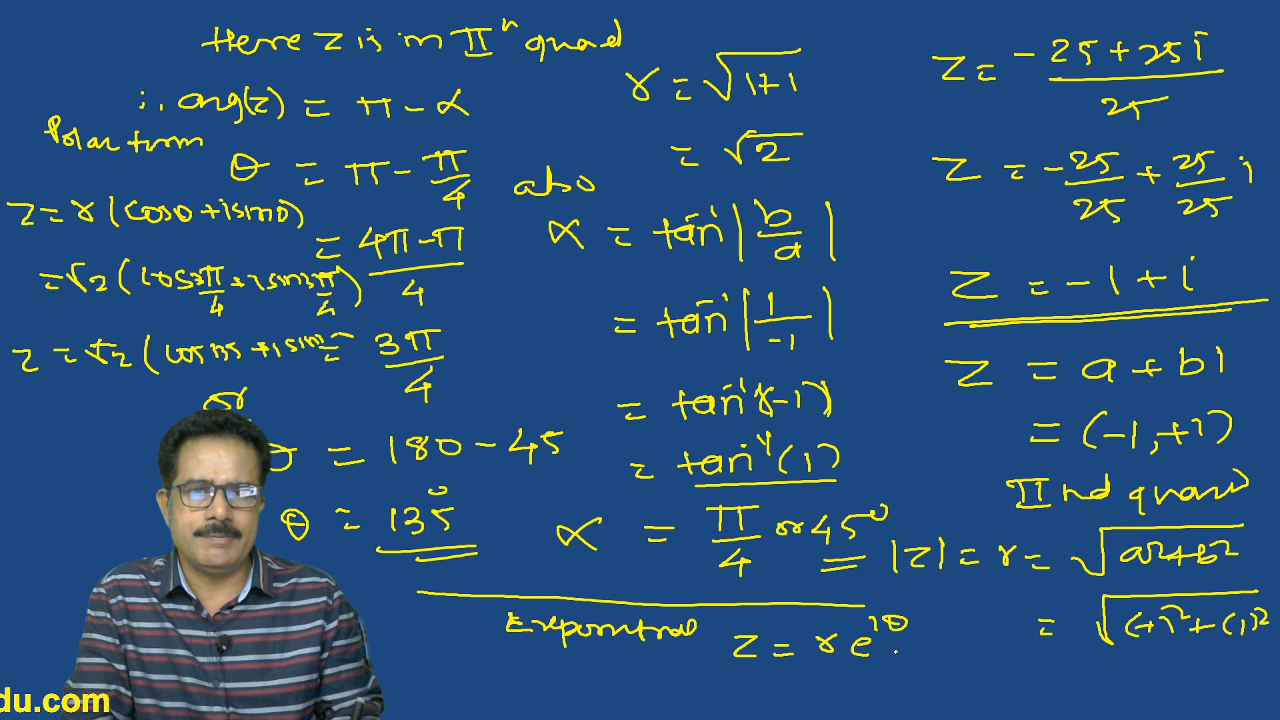 Here z is in II n quad
∴ arg(z) = π - α
Polar form
θ = π - π/4
z = r(cosθ + i sinθ)
= 4π - π / 4
= √2 (cos 3π/4 + i sin 3π/4)
= 3π/4
z = √2 (cos 135 + i sin
or
θ = 180 - 45
θ = 135°
r = √1+1
= √2
also
α = tan⁻¹ |b/a|
= tan⁻¹ |1/-1|
= tan⁻¹ (-1)
= tan⁻¹ (1)
α = π/4 or 45°
Exponential z = r e^iθ
z = -25 + 25i / 25
z = -25/25 + 25/25 i
z = -1 + i
z = a + bi
= (-1, +1)
II nd quad
|z| = r = √a² + b²
= √(-1)² + (1)²
du.com